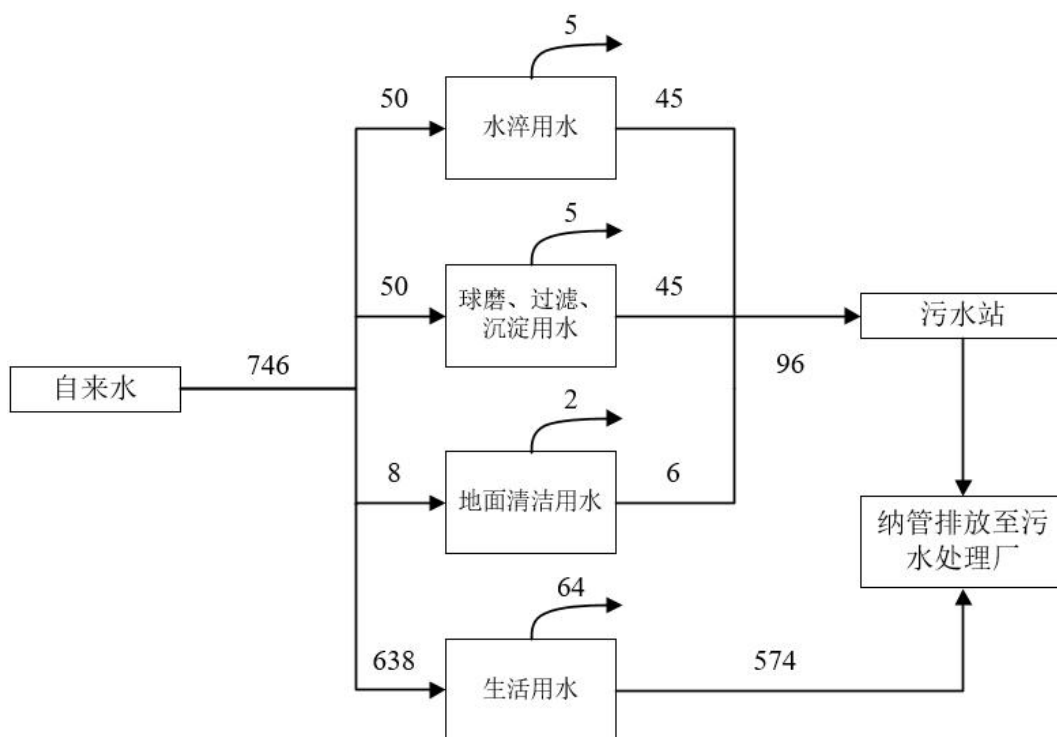 5
50
水淬用水
45
5
50
球磨、过滤、
沉淀用水
45
污水站
746
96
自来水
2
8
地面清洁用水
6
纳管排放至污
水处理厂
64
638
生活用水
574